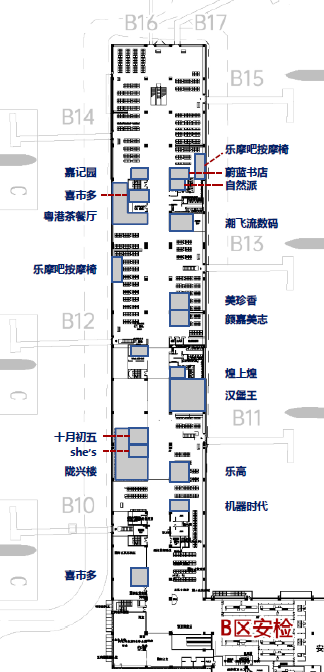 B16
B17
B15
B14
乐摩吧按摩椅
嘉记园
蔚蓝书店
自然派
喜市多
粤港茶餐厅
潮飞流数码
B13
乐摩吧按摩椅
美珍香
颜嘉美志
B12
煌上煌
汉堡王
B11
十月初五
she's
陇兴楼
乐高
B10
机器时代
喜市多
B区安检
C
C
C
安